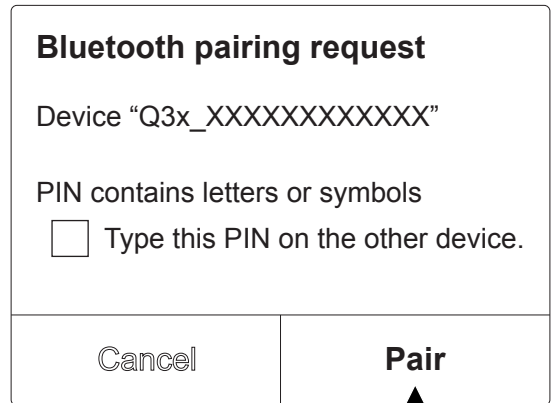 Bluetooth pairing request
Device “Q3x_XXXXXXXXXXXX”
PIN contains letters or symbols
Type this PIN on the other device.
Cancel
Pair